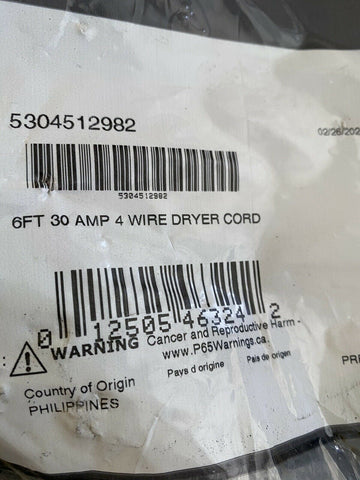 5304512982
02/26/202
5304512982
6FT 30 AMP 4 WIRE DRYER CORD
0 12505 46324 2
WARNING Cancer and Reproductive Harm -
www.P65Warnings.ca
Pays d origine Pais de origen
Country of Origin
PHILIPPINES